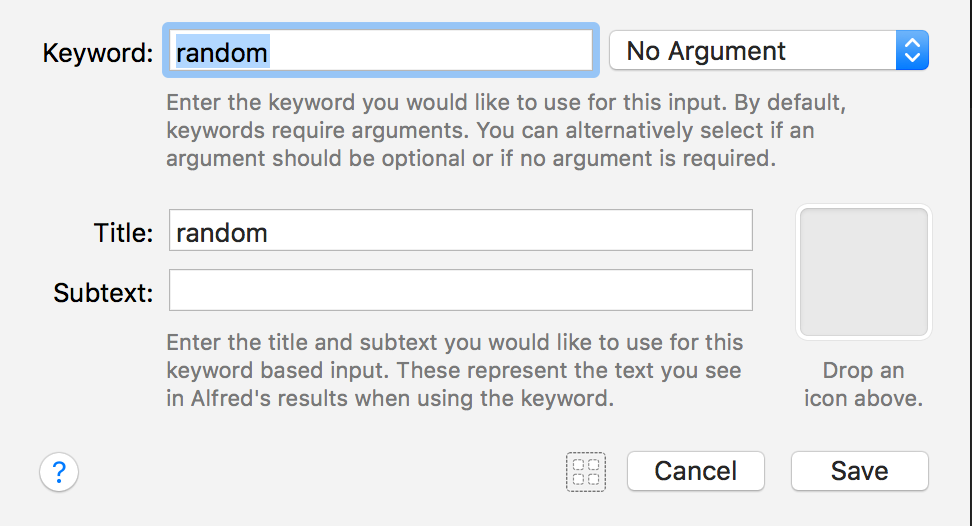 Keyword: random No Argument
Enter the keyword you would like to use for this input. By default,
keywords require arguments. You can alternatively select if an
argument should be optional or if no argument is required.
Title: random
Subtext:
Enter the title and subtext you would like to use for this
keyword based input. These represent the text you see
in Alfred's results when using the keyword.
Drop an
icon above.
? Cancel Save